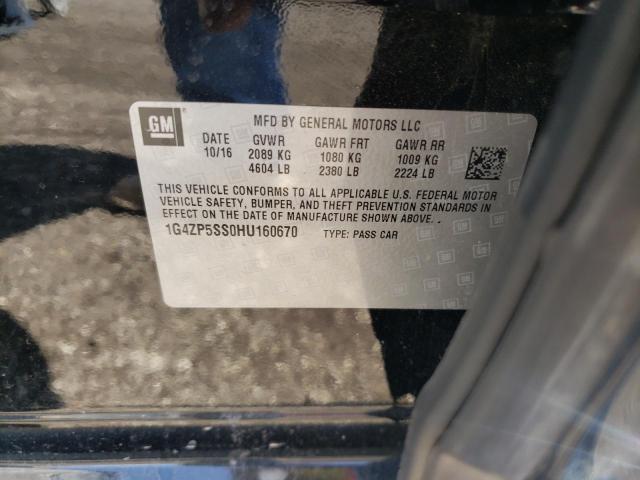 GM
MFD BY GENERAL MOTORS LLC
DATE GVWR GAWR FRT GAWR RR
10/16 2089 KG 1080 KG 1009 KG
4604 LB 2380 LB 2224 LB
THIS VEHICLE CONFORMS TO ALL APPLICABLE U.S. FEDERAL MOTOR
VEHICLE SAFETY, BUMPER, AND THEFT PREVENTION STANDARDS IN
EFFECT ON THE DATE OF MANUFACTURE SHOWN ABOVE.
1G4ZP5SS0HU160670 TYPE: PASS CAR